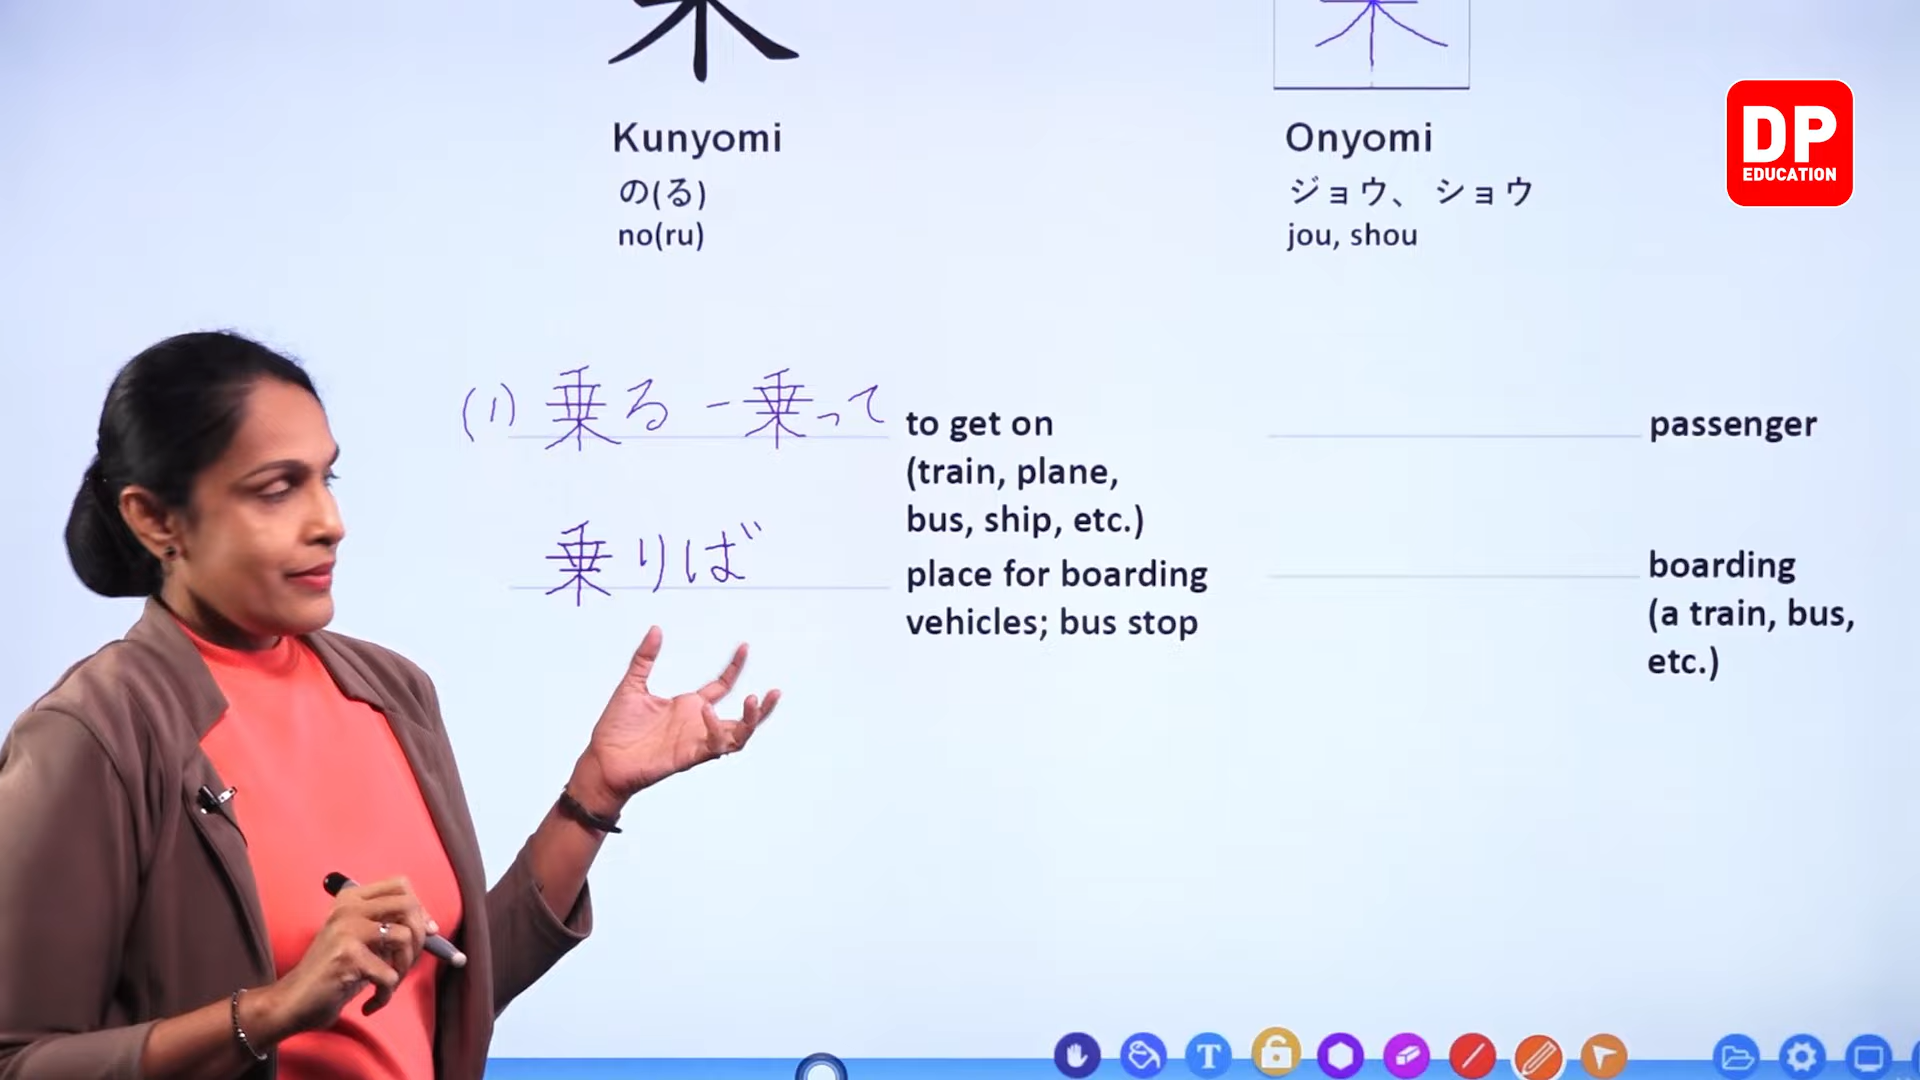 乗
乗
DP
EDUCATION
Kunyomi
の(る)
no(ru)
Onyomi
ジョウ、 ショウ
jou, shou
(1) 乗る - 乗って
to get on
(train, plane,
bus, ship, etc.)
乗りば
place for boarding
vehicles; bus stop
passenger
boarding
(a train, bus,
etc.)
T